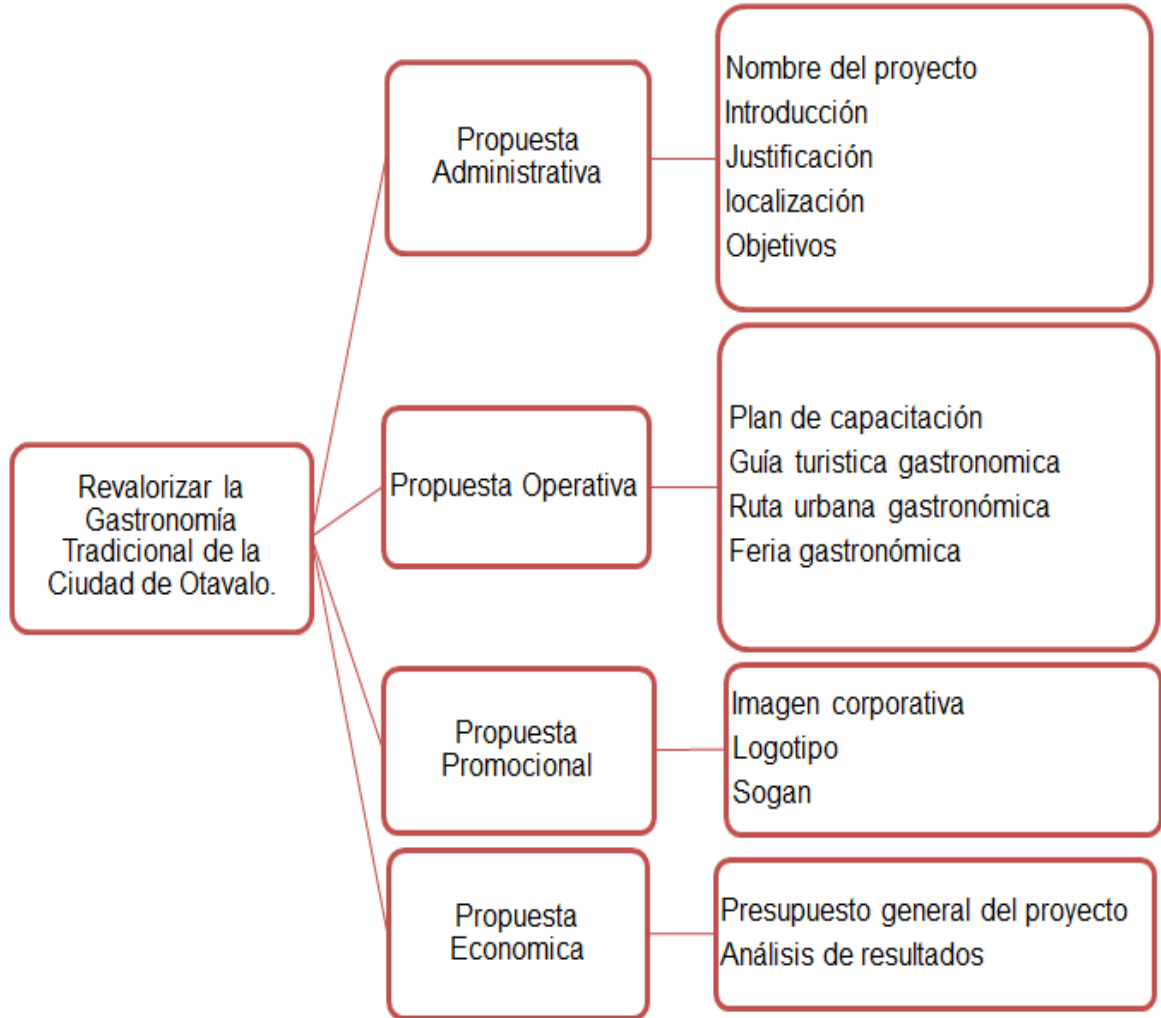 Revalorizar la
Gastronomía
Tradicional de la
Ciudad de Otavalo.
Propuesta
Administrativa
Nombre del proyecto
Introducción
Justificación
localización
Objetivos
Propuesta Operativa
Plan de capacitación
Guía turistica gastronomica
Ruta urbana gastronómica
Feria gastronómica
Propuesta
Promocional
Imagen corporativa
Logotipo
Sogan
Propuesta
Economica
Presupuesto general del proyecto
Análisis de resultados